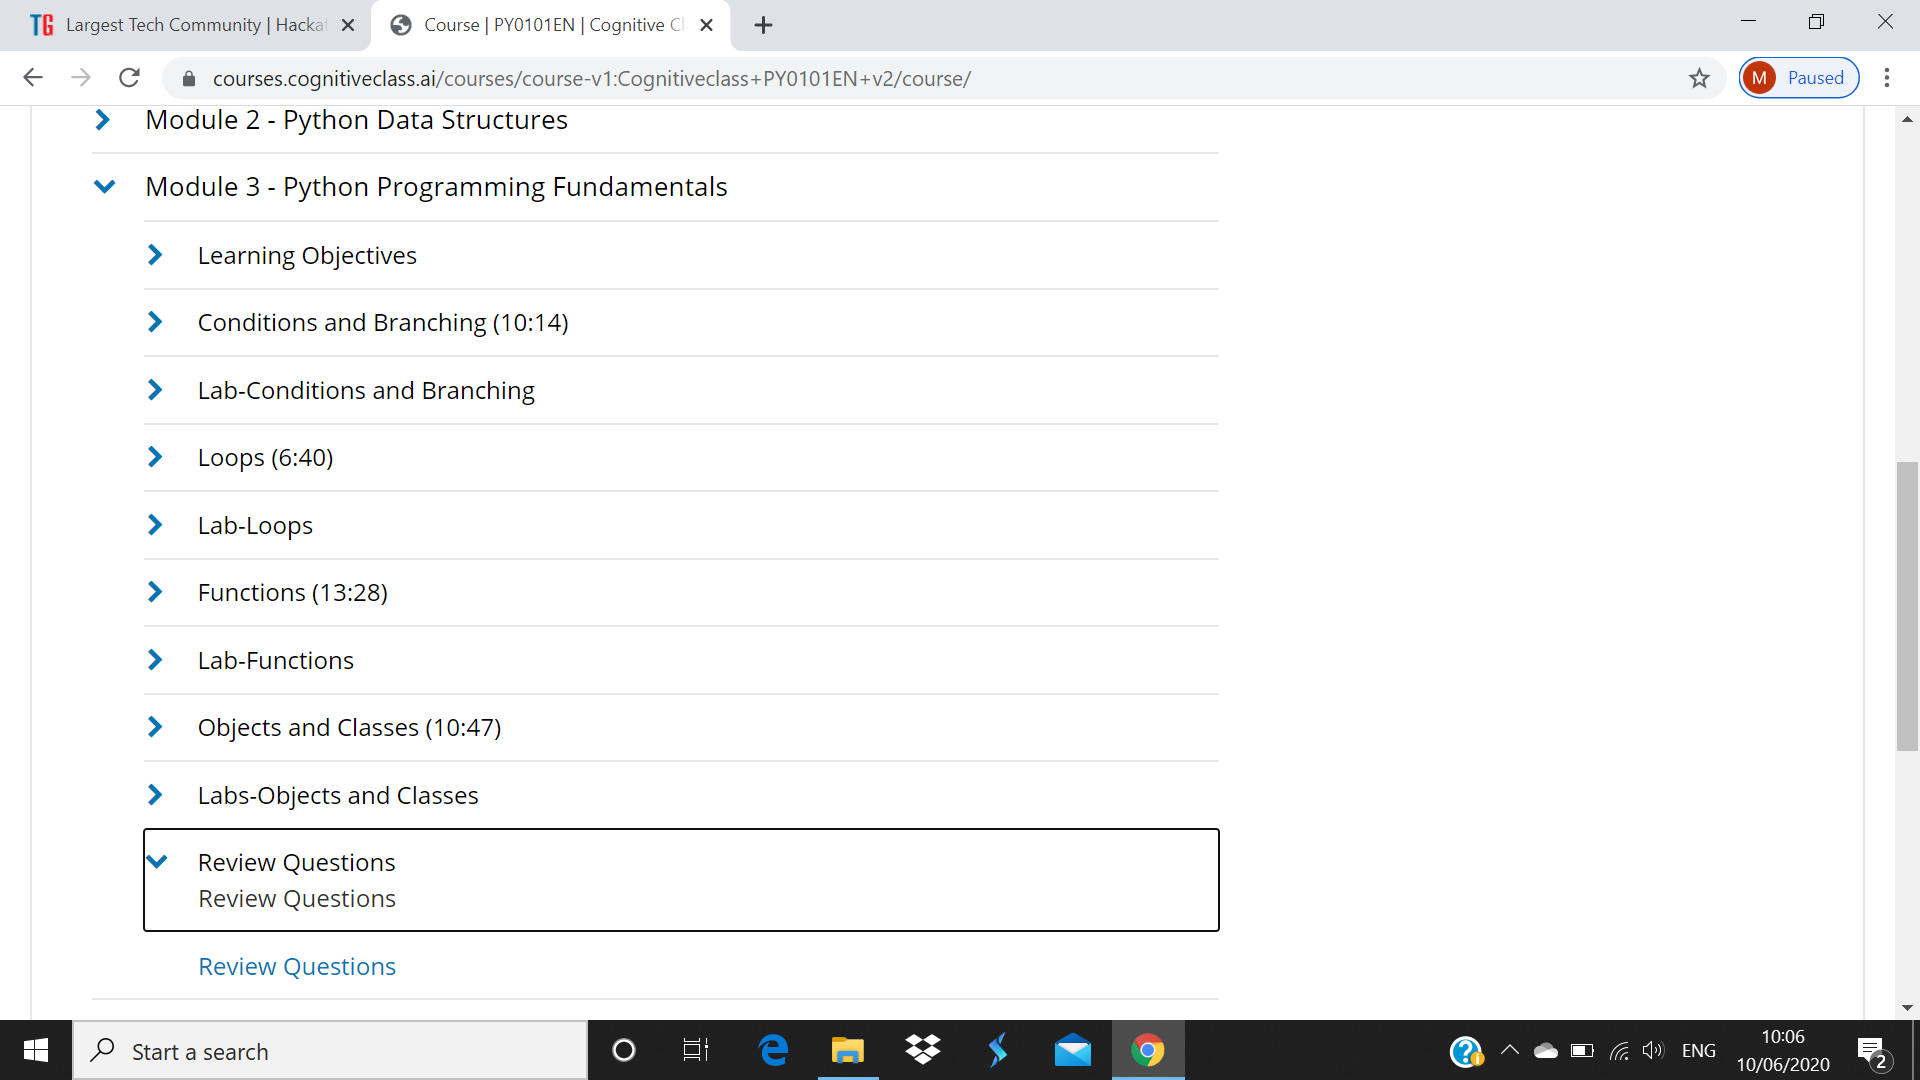 TG Largest Tech Community | Hacka
Course | PY0101EN | Cognitive Cl
courses.cognitiveclass.ai/courses/course-v1:Cognitiveclass+PY0101EN+v2/course/
M Paused
Module 2 - Python Data Structures
Module 3 - Python Programming Fundamentals
Learning Objectives
Conditions and Branching (10:14)
Lab-Conditions and Branching
Loops (6:40)
Lab-Loops
Functions (13:28)
Lab-Functions
Objects and Classes (10:47)
Labs-Objects and Classes
Review Questions
Review Questions
Review Questions
Start a search
ENG
10:06
10/06/2020
2